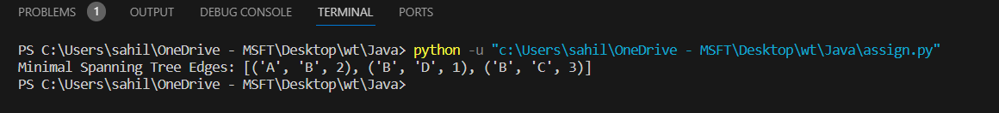 PROBLEMS 1 OUTPUT DEBUG CONSOLE TERMINAL PORTS
PS C:\Users\sahil\OneDrive - MSFT\Desktop\wt\Java> python -u "c:\Users\sahil\OneDrive - MSFT\Desktop\wt\Java\assign.py"
Minimal Spanning Tree Edges: [('A', 'B', 2), ('B', 'D', 1), ('B', 'C', 3)]
PS C:\Users\sahil\OneDrive - MSFT\Desktop\wt\Java>